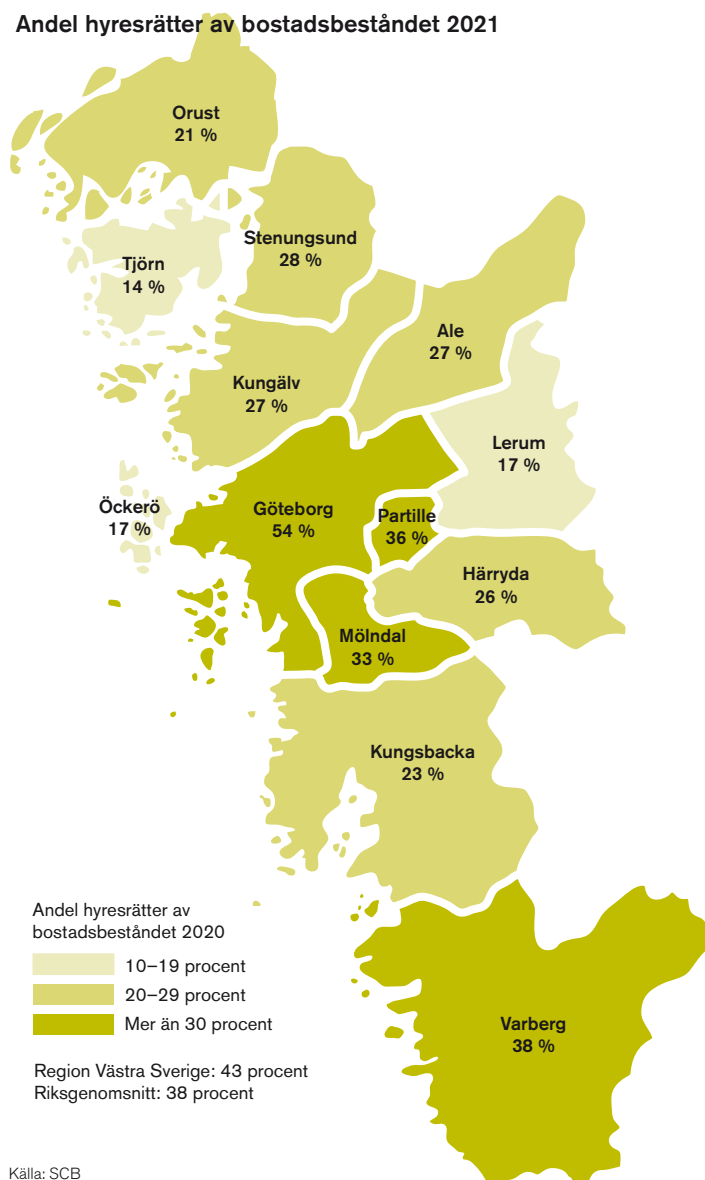 Andel hyresrätter av bostadsbeståndet 2021
Orust
21 %
Stenungsund
28 %
Tjörn
14 %
Ale
27 %
Kungälv
27 %
Lerum
17 %
Öckerö
17 %
Göteborg
54 %
Partille
36 %
Härryda
26 %
Mölndal
33 %
Kungsbacka
23 %
Andel hyresrätter av
bostadsbeståndet 2020
10–19 procent
20–29 procent
Mer än 30 procent
Varberg
38 %
Region Västra Sverige: 43 procent
Riksgenomsnitt: 38 procent
Källa: SCB